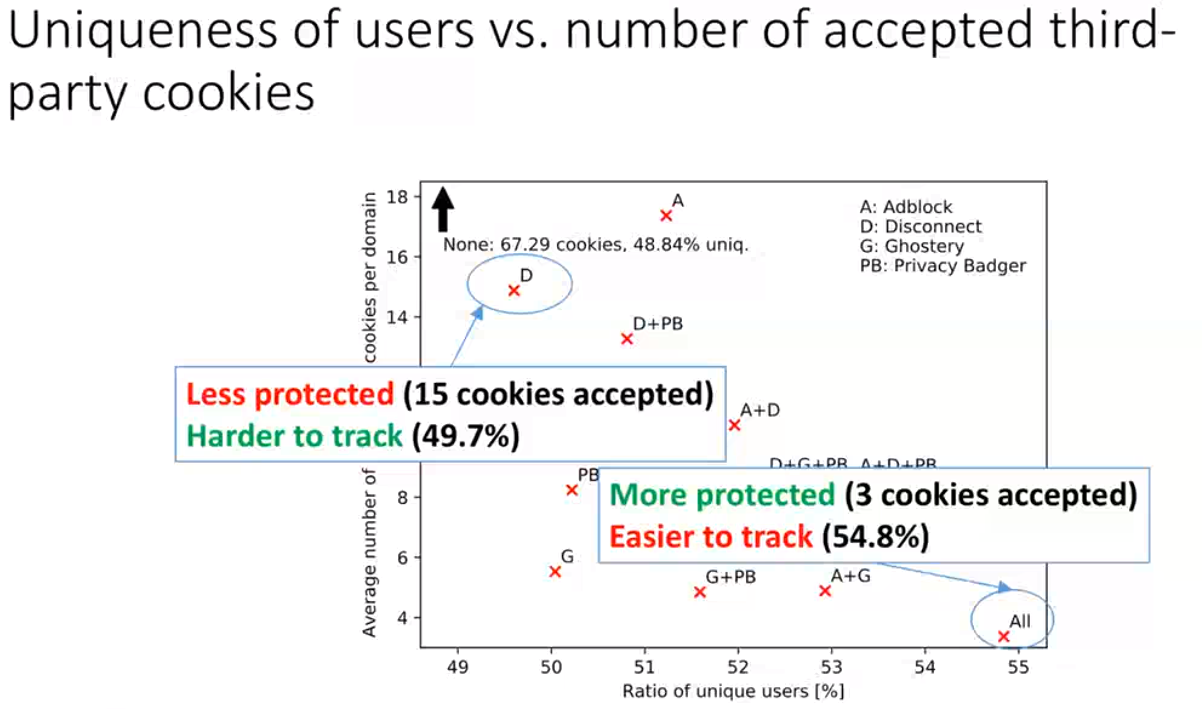 Uniqueness of users vs. number of accepted third-
party cookies
18
16
14
8
6
4
cookies per domain
Average number of
A
None: 67.29 cookies, 48.84% uniq.
A: Adblock
D: Disconnect
G: Ghostery
PB: Privacy Badger
D
D+PB
Less protected (15 cookies accepted)
Harder to track (49.7%)
A+D
D+G+PB A+D+PB
PB
More protected (3 cookies accepted)
Easier to track (54.8%)
G
G+PB
A+G
All
49 50 51 52 53 54 55
Ratio of unique users [%]